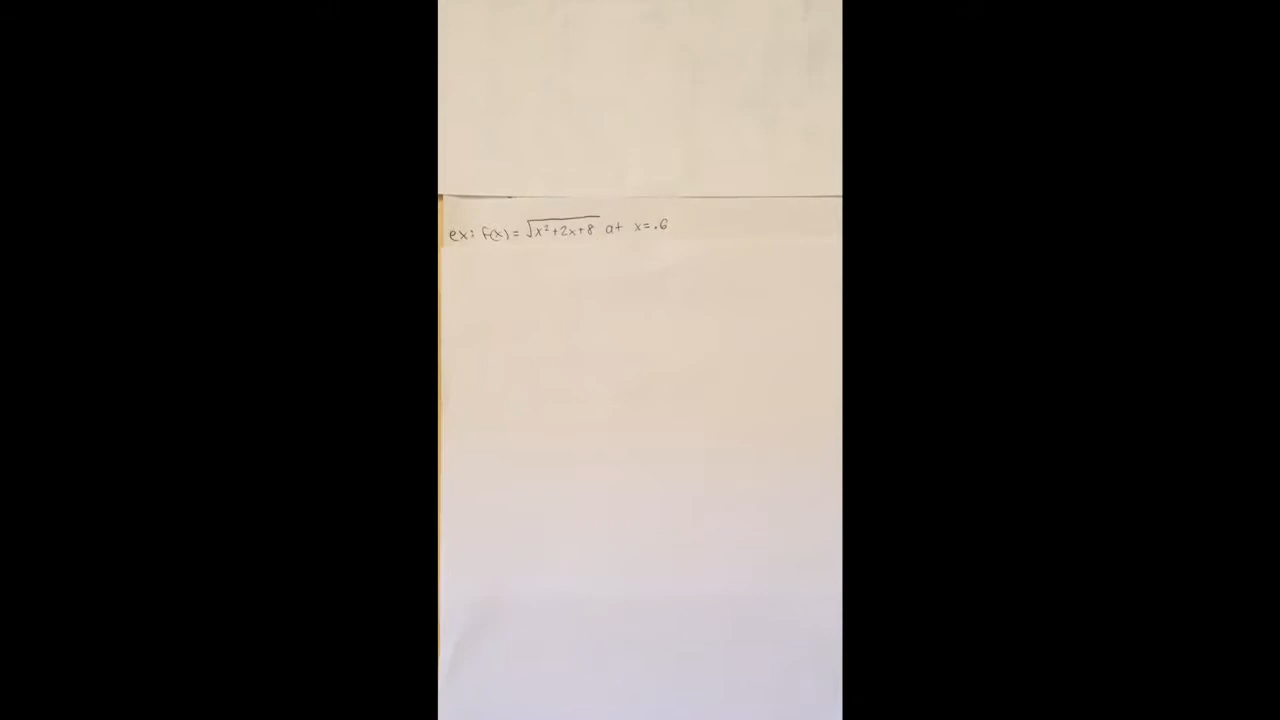 ex: f(x) = √x²+2x+8 at x=.6